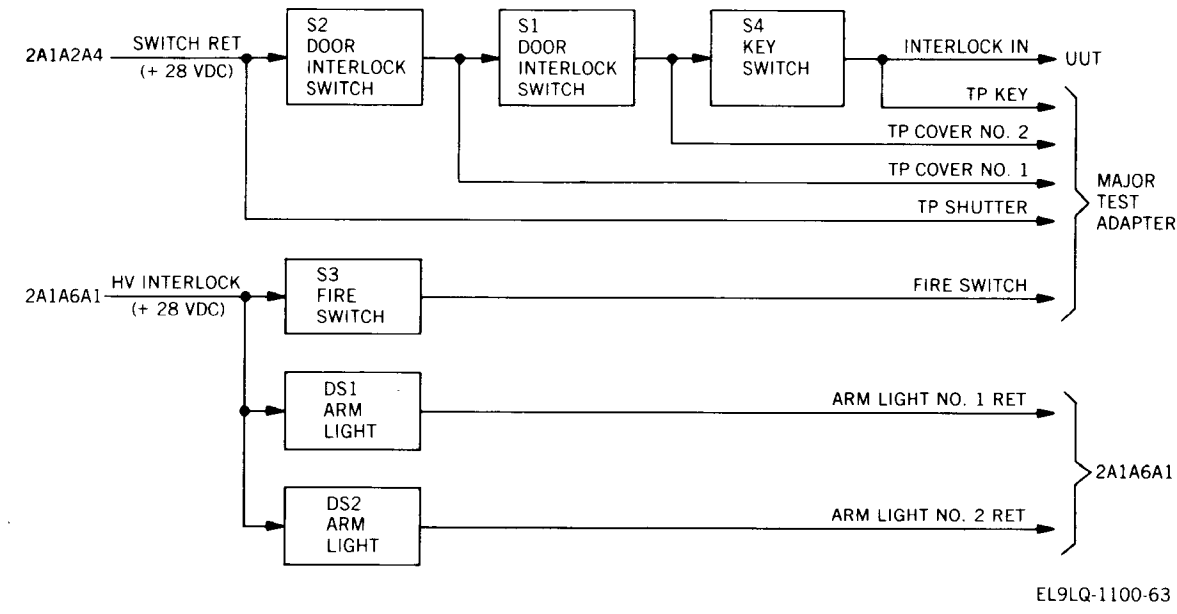 2A1A2A4
SWITCH RET
(+ 28 VDC)
S2
DOOR
INTERLOCK
SWITCH
S1
DOOR
INTERLOCK
SWITCH
S4
KEY
SWITCH
INTERLOCK IN
UUT
TP KEY
TP COVER NO. 2
TP COVER NO. 1
TP SHUTTER
MAJOR
TEST
ADAPTER
2A1A6A1
HV INTERLOCK
(+ 28 VDC)
S3
FIRE
SWITCH
FIRE SWITCH
DS1
ARM
LIGHT
ARM LIGHT NO. 1 RET
2A1A6A1
DS2
ARM
LIGHT
ARM LIGHT NO. 2 RET
EL9LQ-1100-63